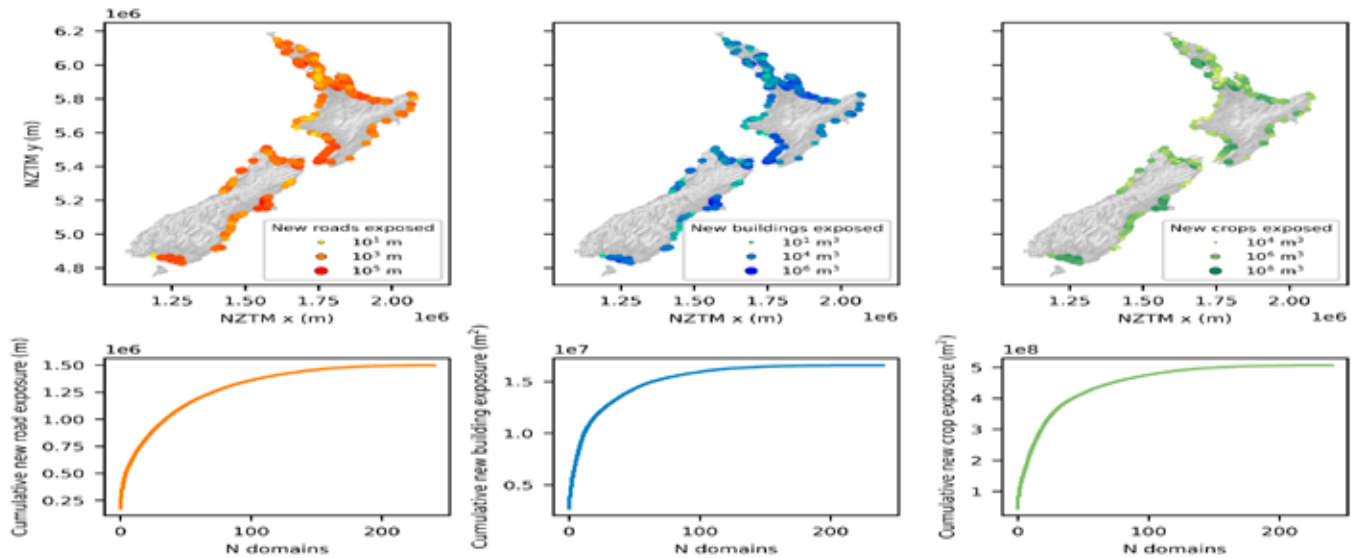 1e6
6.2
6.0
5.8
5.6
5.4
5.2
5.0
4.8
NZTM y (m)
New roads exposed
10¹ m
10³ m
10⁵ m
1.25 1.50 1.75 2.00
NZTM x (m)
1e6
New buildings exposed
10¹ m³
10⁴ m³
10⁶ m³
1.25 1.50 1.75 2.00
NZTM x (m)
1e6
New crops exposed
10⁴ m³
10⁶ m³
10⁸ m³
1.25 1.50 1.75 2.00
NZTM x (m)
1e6
Cumulative new road exposure (m)
1e6
1.50
1.25
1.00
0.75
0.50
0.25
0 100 200
N domains
Cumulative new building exposure (m²)
1e7
1.5
1.0
0.5
0 100 200
N domains
Cumulative new crop exposure (m²)
1e8
5
4
3
2
1
0 100 200
N domains